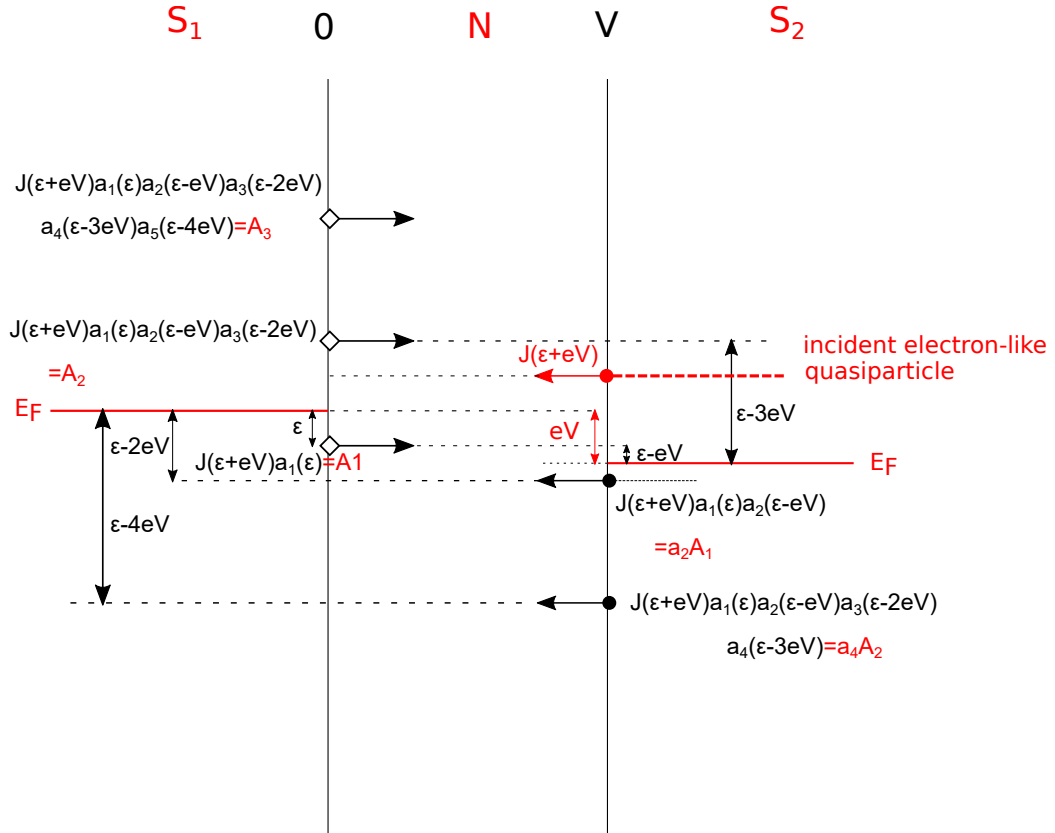 S₁ 0 N V S₂
J(ε+eV)a₁(ε)a₂(ε-eV)a₃(ε-2eV)
a₄(ε-3eV)a₅(ε-4eV)=A₃
J(ε+eV)a₁(ε)a₂(ε-eV)a₃(ε-2eV)
=A₂
J(ε+eV)
incident electron-like
quasiparticle
E_F
ε-2eV
ε
eV
ε-3eV
ε-eV
J(ε+eV)a₁(ε)=A1
E_F
ε-4eV
J(ε+eV)a₁(ε)a₂(ε-eV)
=a₂A₁
J(ε+eV)a₁(ε)a₂(ε-eV)a₃(ε-2eV)
a₄(ε-3eV)=a₄A₂